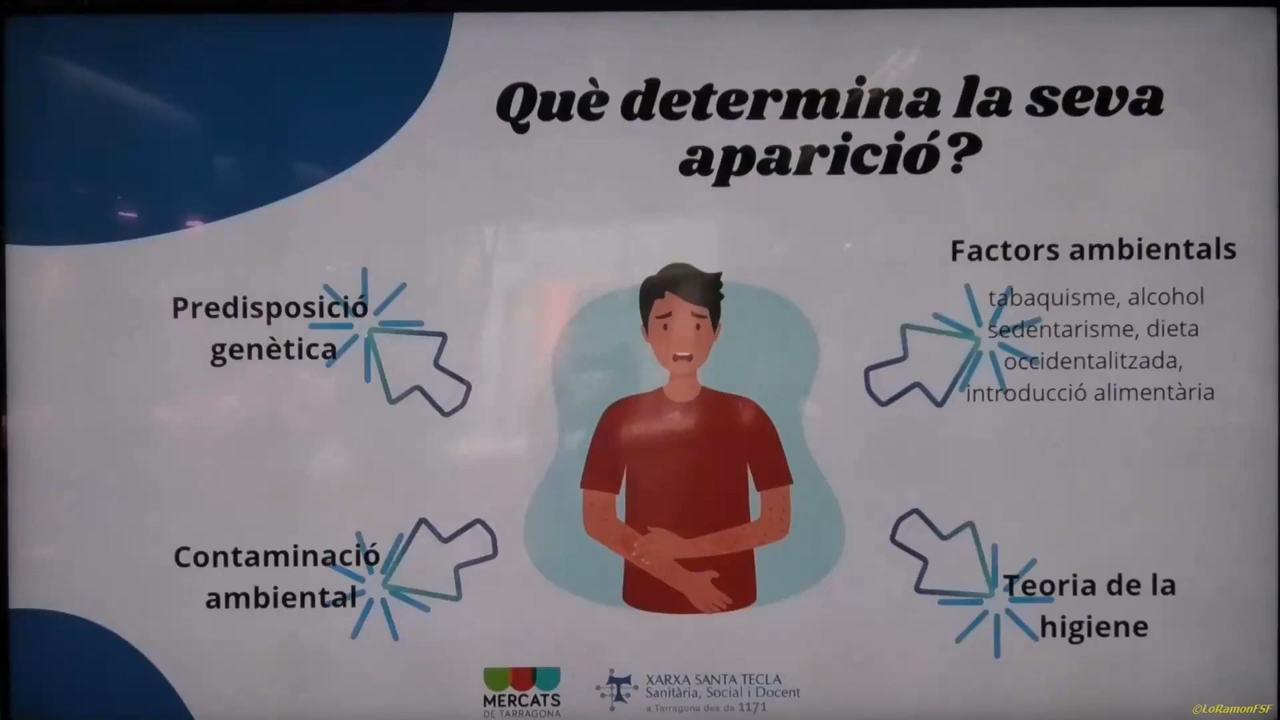 Què determina la seva
aparició?
Predisposició
genètica
Factors ambientals
tabaquisme, alcohol
sedentarisme, dieta
occidentalitzada,
introducció alimentària
Contaminació
ambiental
Teoria de la
higiene
MERCATS
DE TARRAGONA
XARXA SANTA TECLA
Sanitària, Social i Docent
a Tarragona des de 1171
©LoRamonFSF